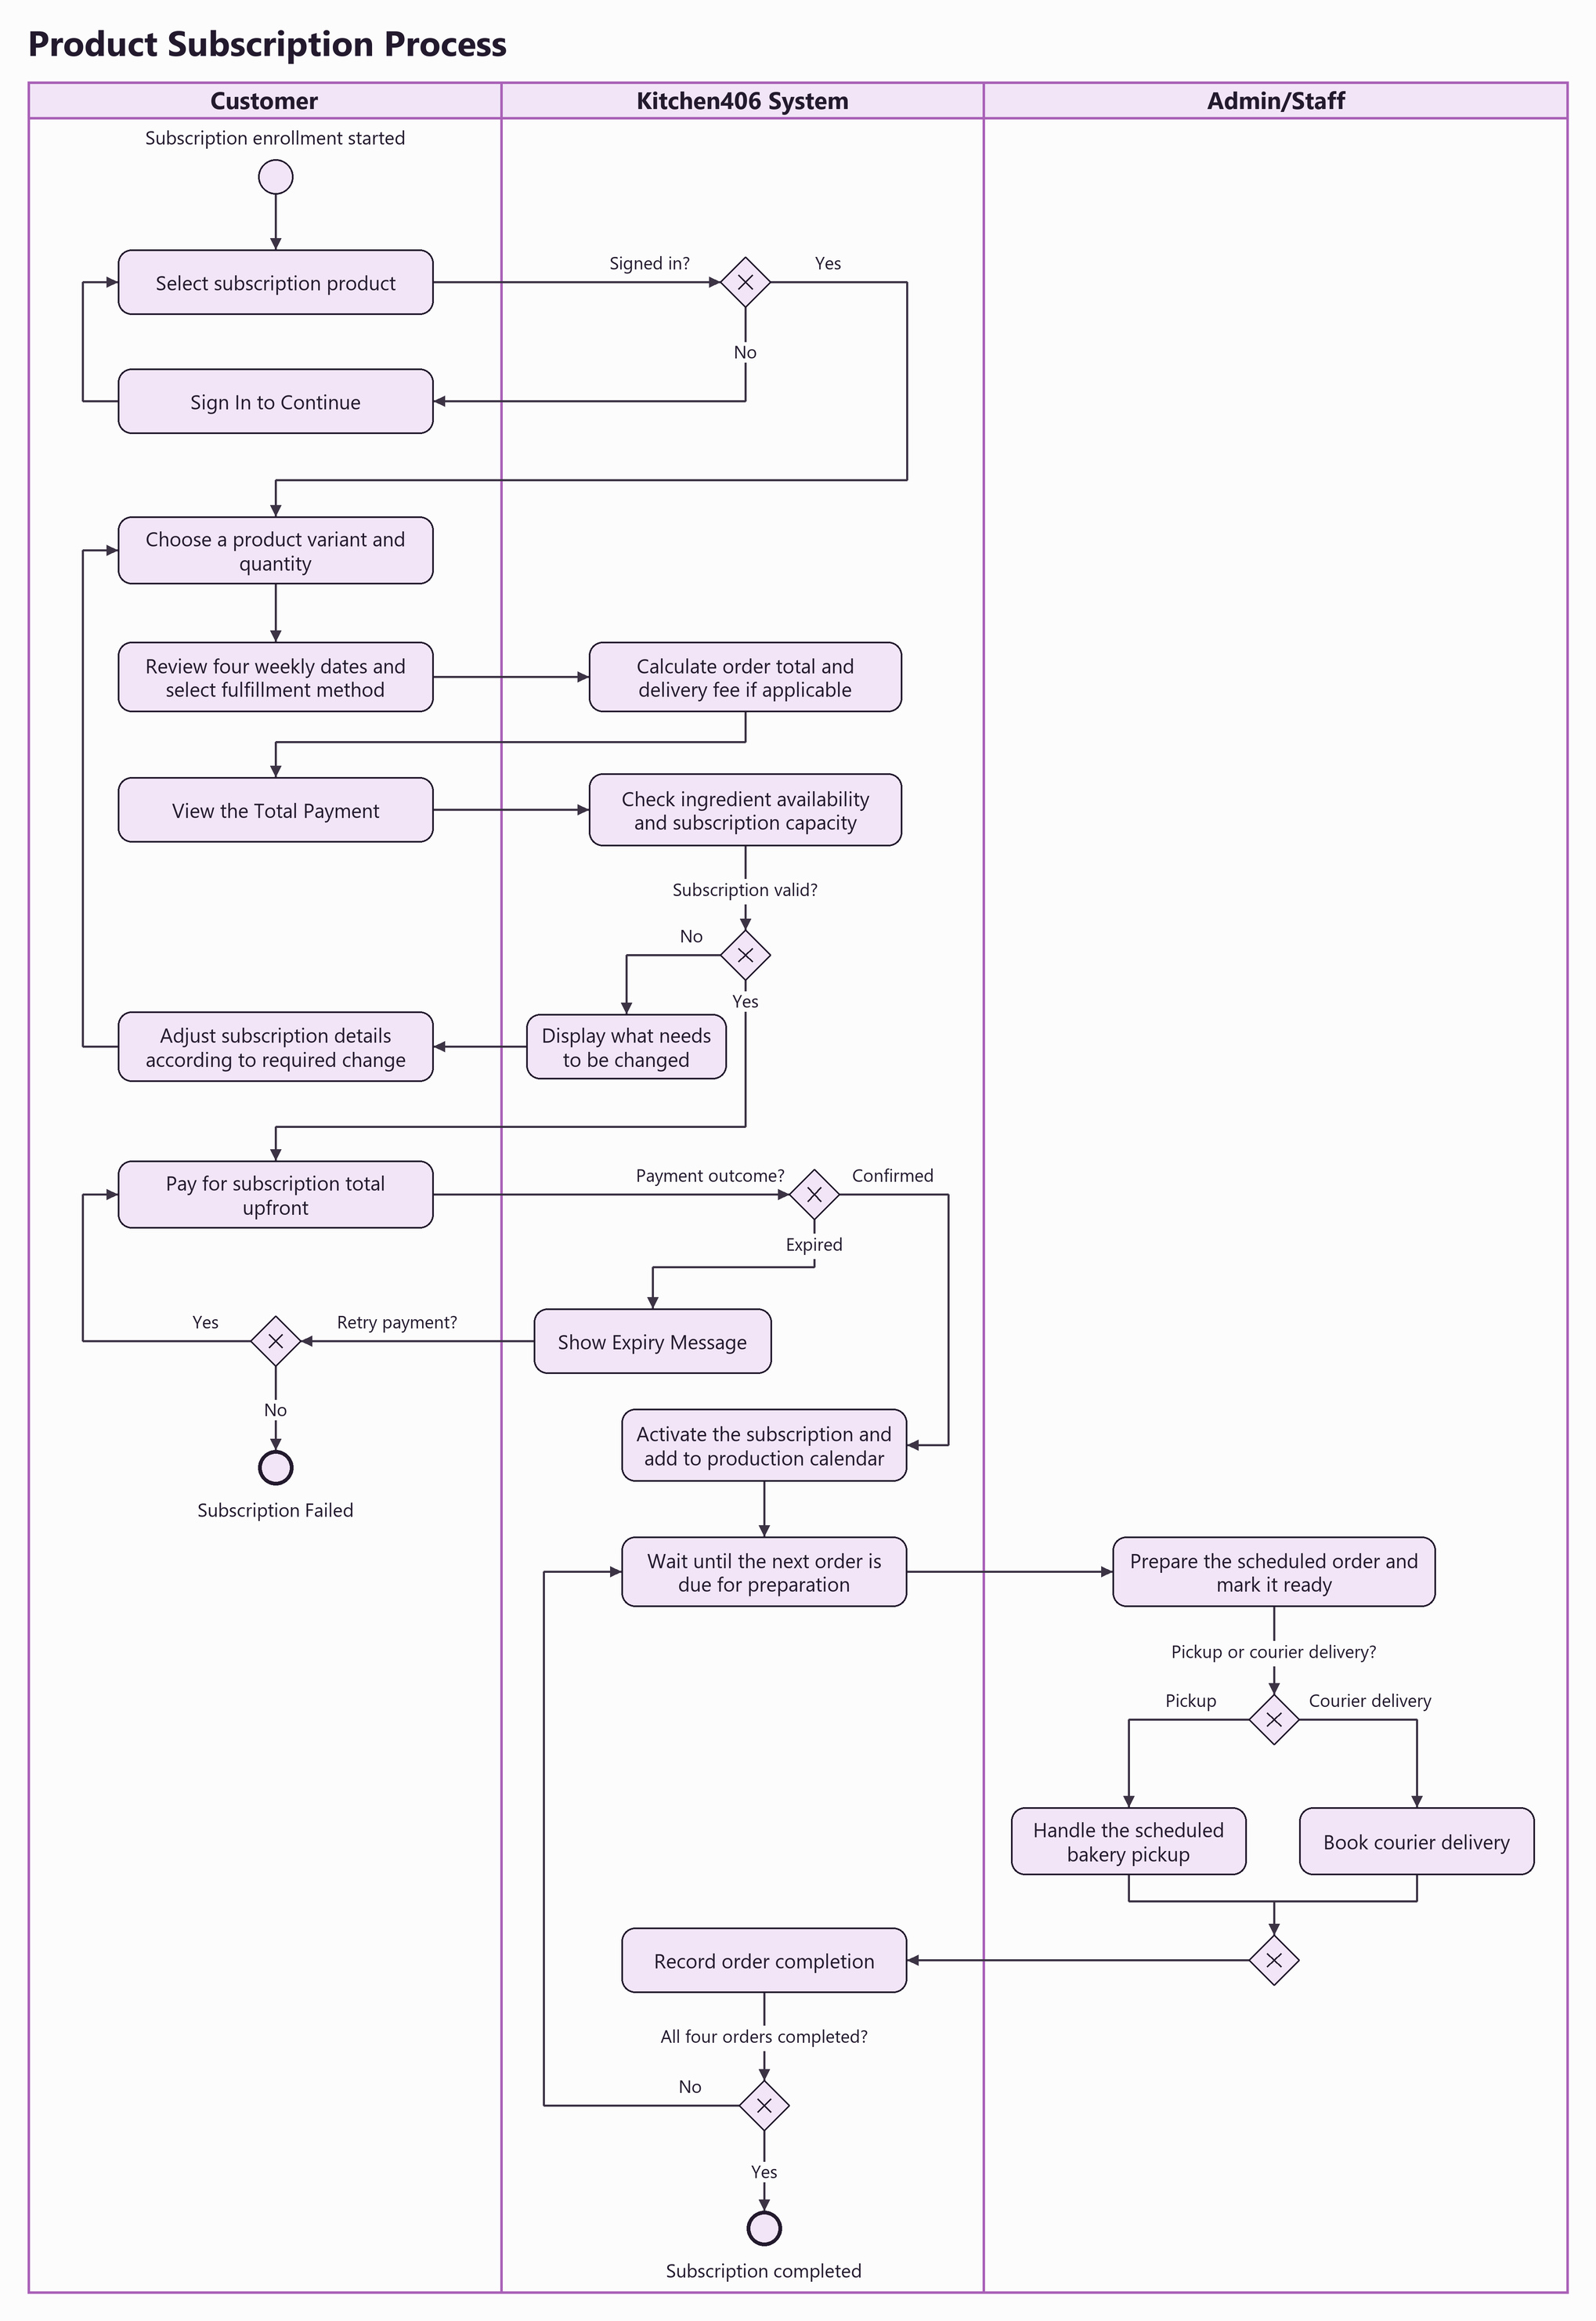 Product Subscription Process
Customer
Kitchen406 System
Admin/Staff
Subscription enrollment started
Select subscription product
Signed in?
Yes
No
Sign In to Continue
Choose a product variant and
quantity
Review four weekly dates and
select fulfillment method
Calculate order total and
delivery fee if applicable
View the Total Payment
Check ingredient availability
and subscription capacity
Subscription valid?
No
Yes
Display what needs
to be changed
Adjust subscription details
according to required change
Pay for subscription total
upfront
Payment outcome?
Confirmed
Expired
Show Expiry Message
Retry payment?
Yes
No
Subscription Failed
Activate the subscription and
add to production calendar
Wait until the next order is
due for preparation
Prepare the scheduled order and
mark it ready
Pickup or courier delivery?
Pickup
Courier delivery
Handle the scheduled
bakery pickup
Book courier delivery
Record order completion
All four orders completed?
No
Yes
Subscription completed